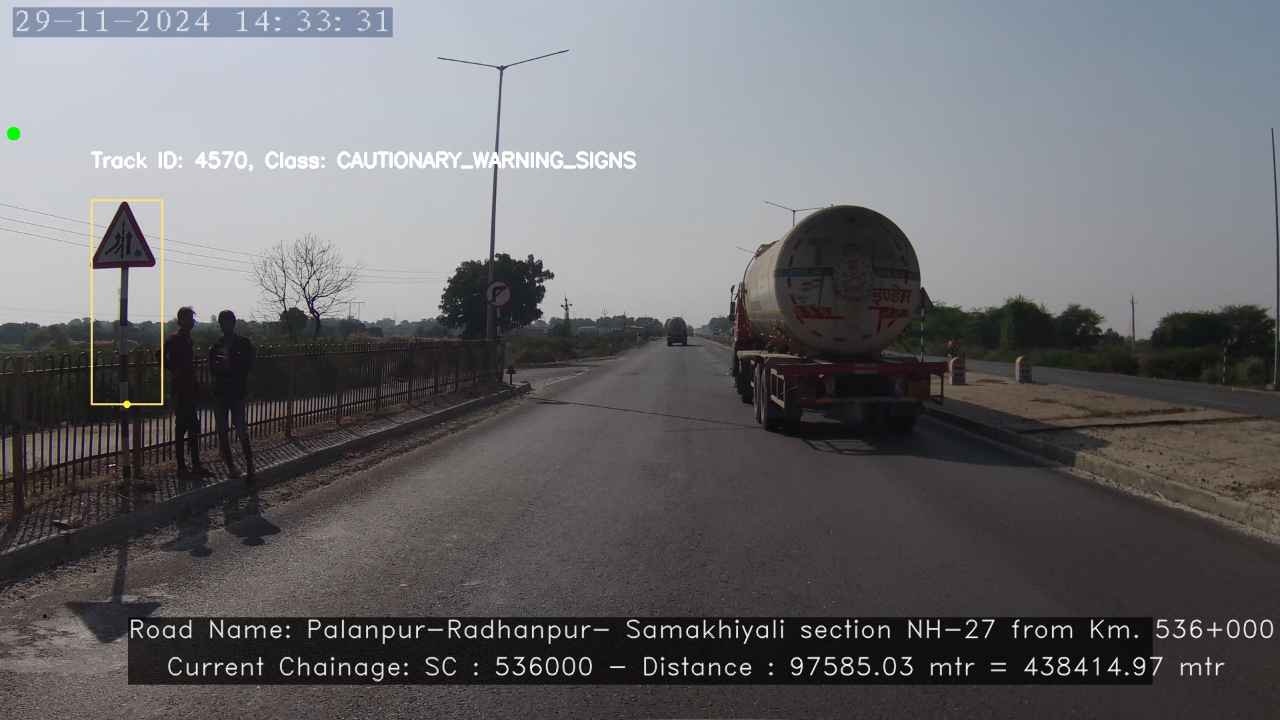 29-11-2024 14:33:31
Track ID: 4570, Class: CAUTIONARY_WARNING_SIGNS
इण्डेन
Road Name: Palanpur-Radhanpur- Samakhiyali section NH-27 from Km. 536+000
Current Chainage: SC : 536000 - Distance : 97585.03 mtr = 438414.97 mtr